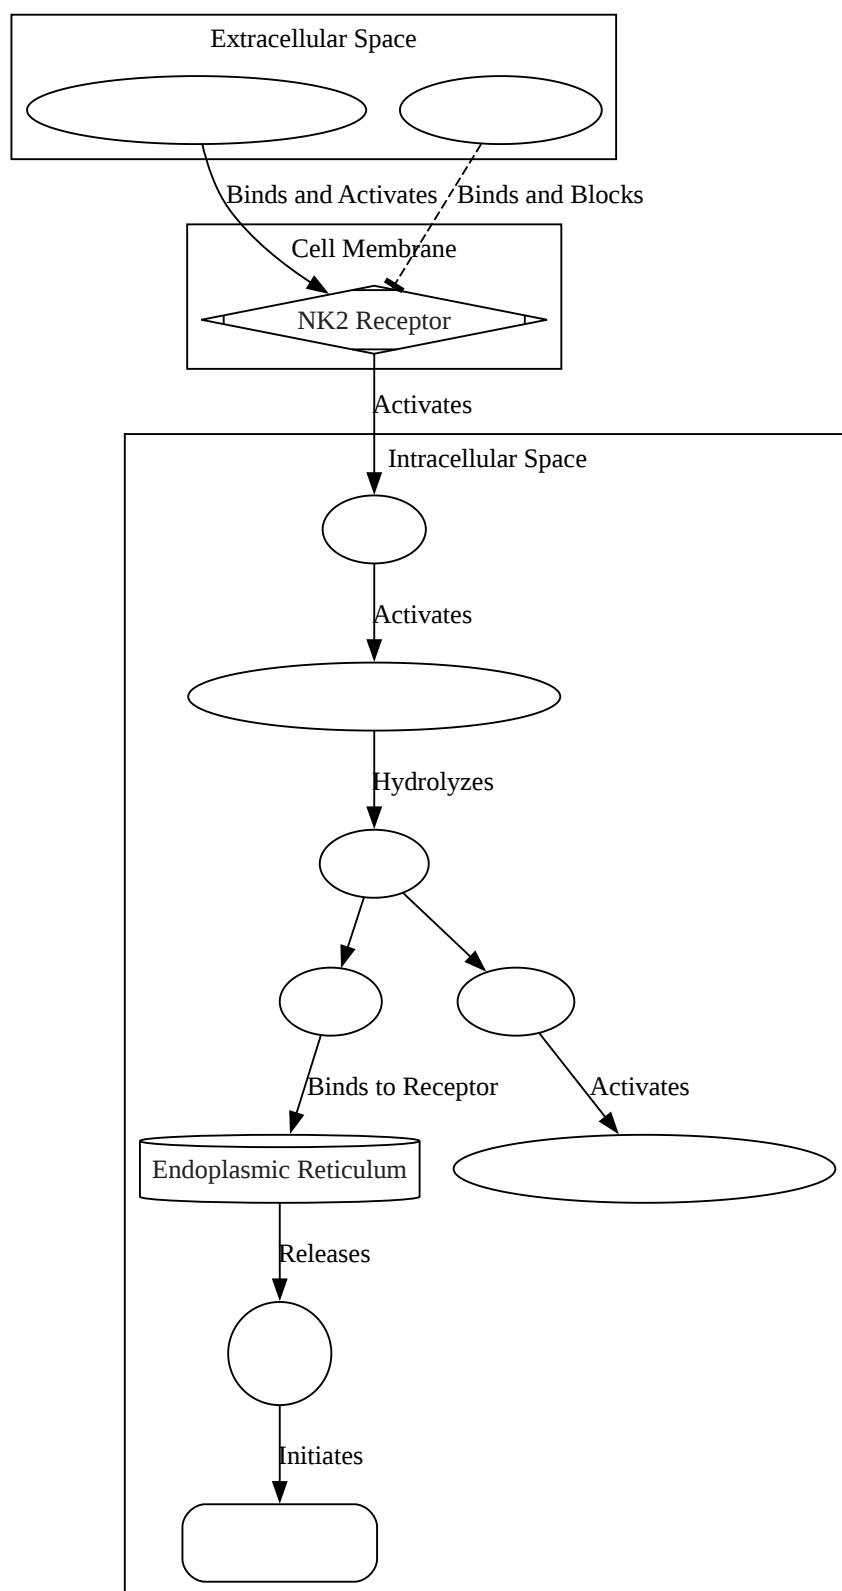 Extracellular Space
Binds and Activates
Binds and Blocks
Cell Membrane
NK2 Receptor
Activates
Intracellular Space
Activates
Hydrolyzes
Binds to Receptor
Activates
Endoplasmic Reticulum
Releases
Initiates